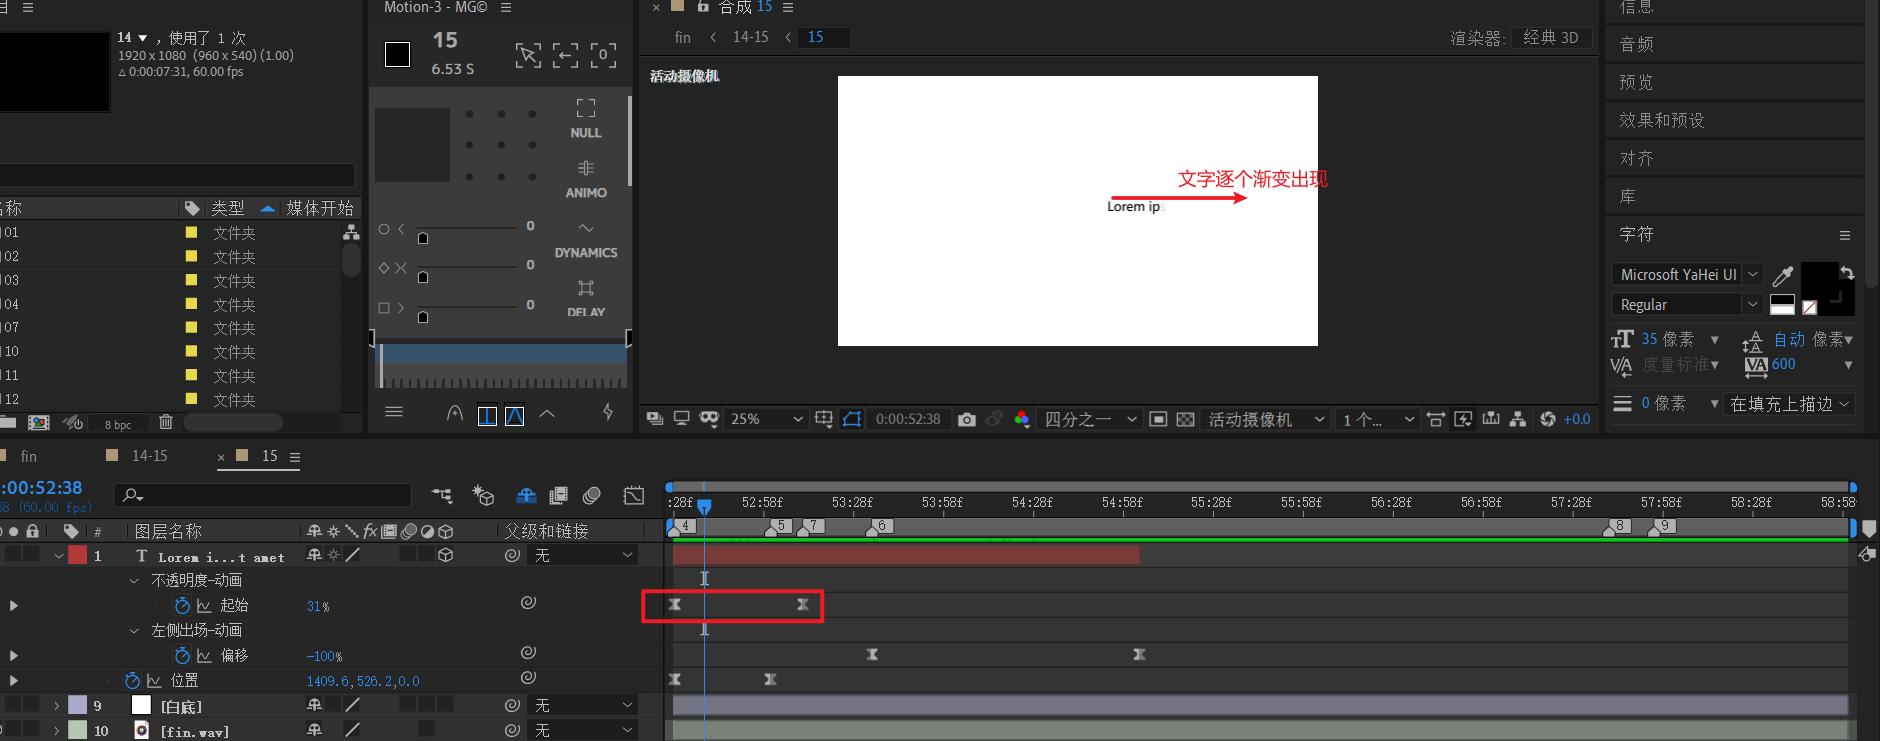 目
14 ▼ ，使用了 1 次
1920 x 1080 (960 x 540) (1.00)
△ 0:00:07:31, 60.00 fps
名称
类型
媒体开始
01 文件夹
02 文件夹
03 文件夹
04 文件夹
07 文件夹
10 文件夹
11 文件夹
12 文件夹
8 bpc
Motion-3 - MG©
15
6.53 S
0
NULL
ANIMO
DYNAMICS
DELAY
0
0
0
× 合成 15
fin < 14-15 < 15
渲染器: 经典 3D
活动摄像机
文字逐个渐变出现
Lorem ips
25%
0:00:52:38
四分之一
活动摄像机
1 个...
+0.0
信息
音频
预览
效果和预设
对齐
库
字符
Microsoft YaHei UI
Regular
35 像素
自动 像素
度量标准
600
0 像素
在填充上描边
fin
14-15
× 15
:00:52:38
58 (60.00 fps)
:28f 52:58f 53:28f 53:58f 54:28f 54:58f 55:28f 55:58f 56:28f 56:58f 57:28f 57:58f 58:28f 58:58
4 5 7 6 8 9
# 图层名称
fx
父级和链接
1 T Lorem i...t amet 无
不透明度-动画
起始 31%
左侧出场-动画
偏移 -100%
位置 1409.6,526.2,0.0
9 [白底] 无
10 [fin.wav] 无